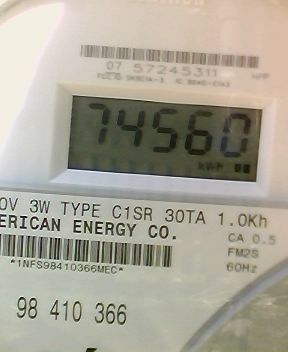 07 57245311
74560
kWH
0V 3W TYPE C1SR 30TA 1.0Kh
ERICAN ENERGY CO.
CA 0.5
FM2S
60Hz
*1NFS98410366MEC*
98 410 366